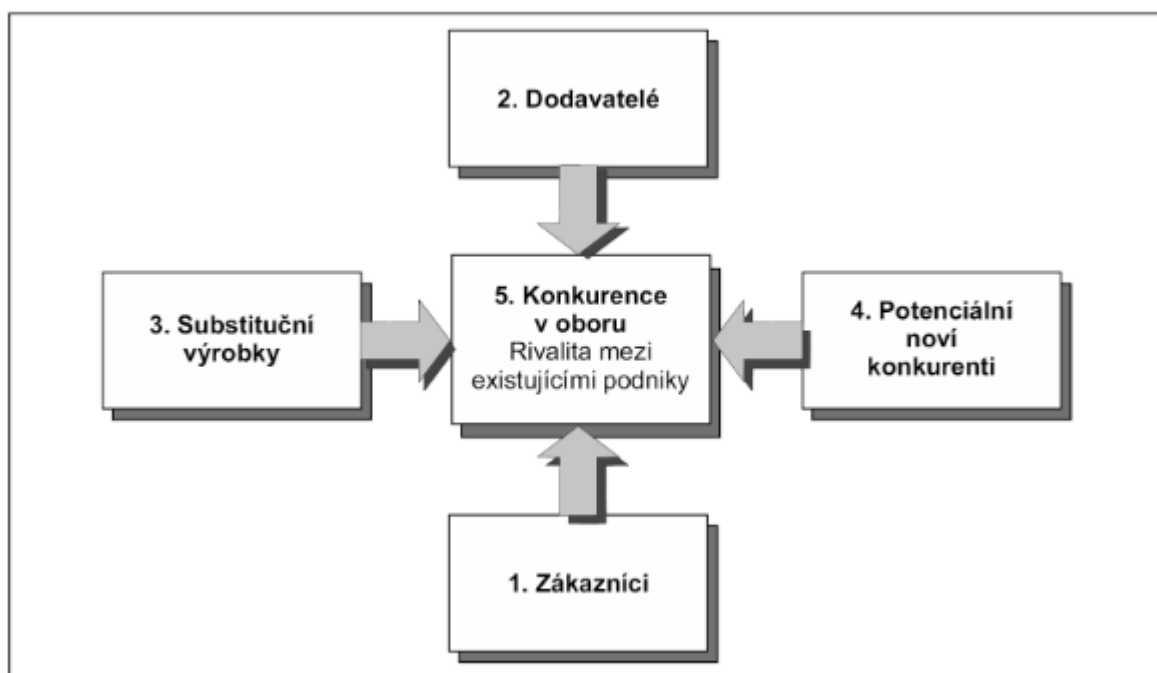 2. Dodavatelé
3. Substituční
výrobky
5. Konkurence
v oboru
Rivalita mezi
existujícími podniky
4. Potenciální
noví
konkurenti
1. Zákazníci